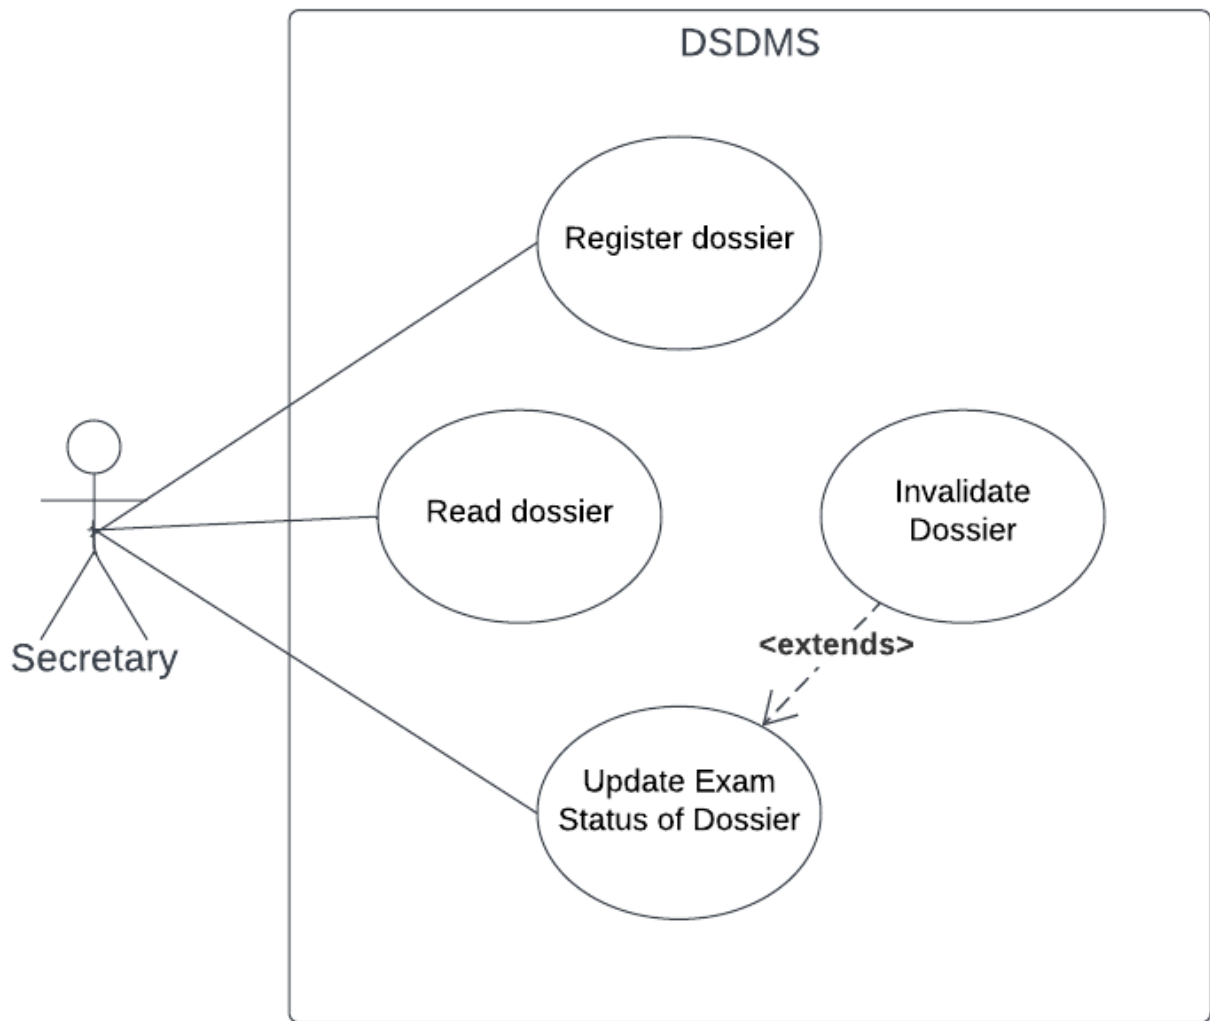 DSDMS
Register dossier
Read dossier
Invalidate
Dossier
<extends>
Secretary
Update Exam
Status of Dossier